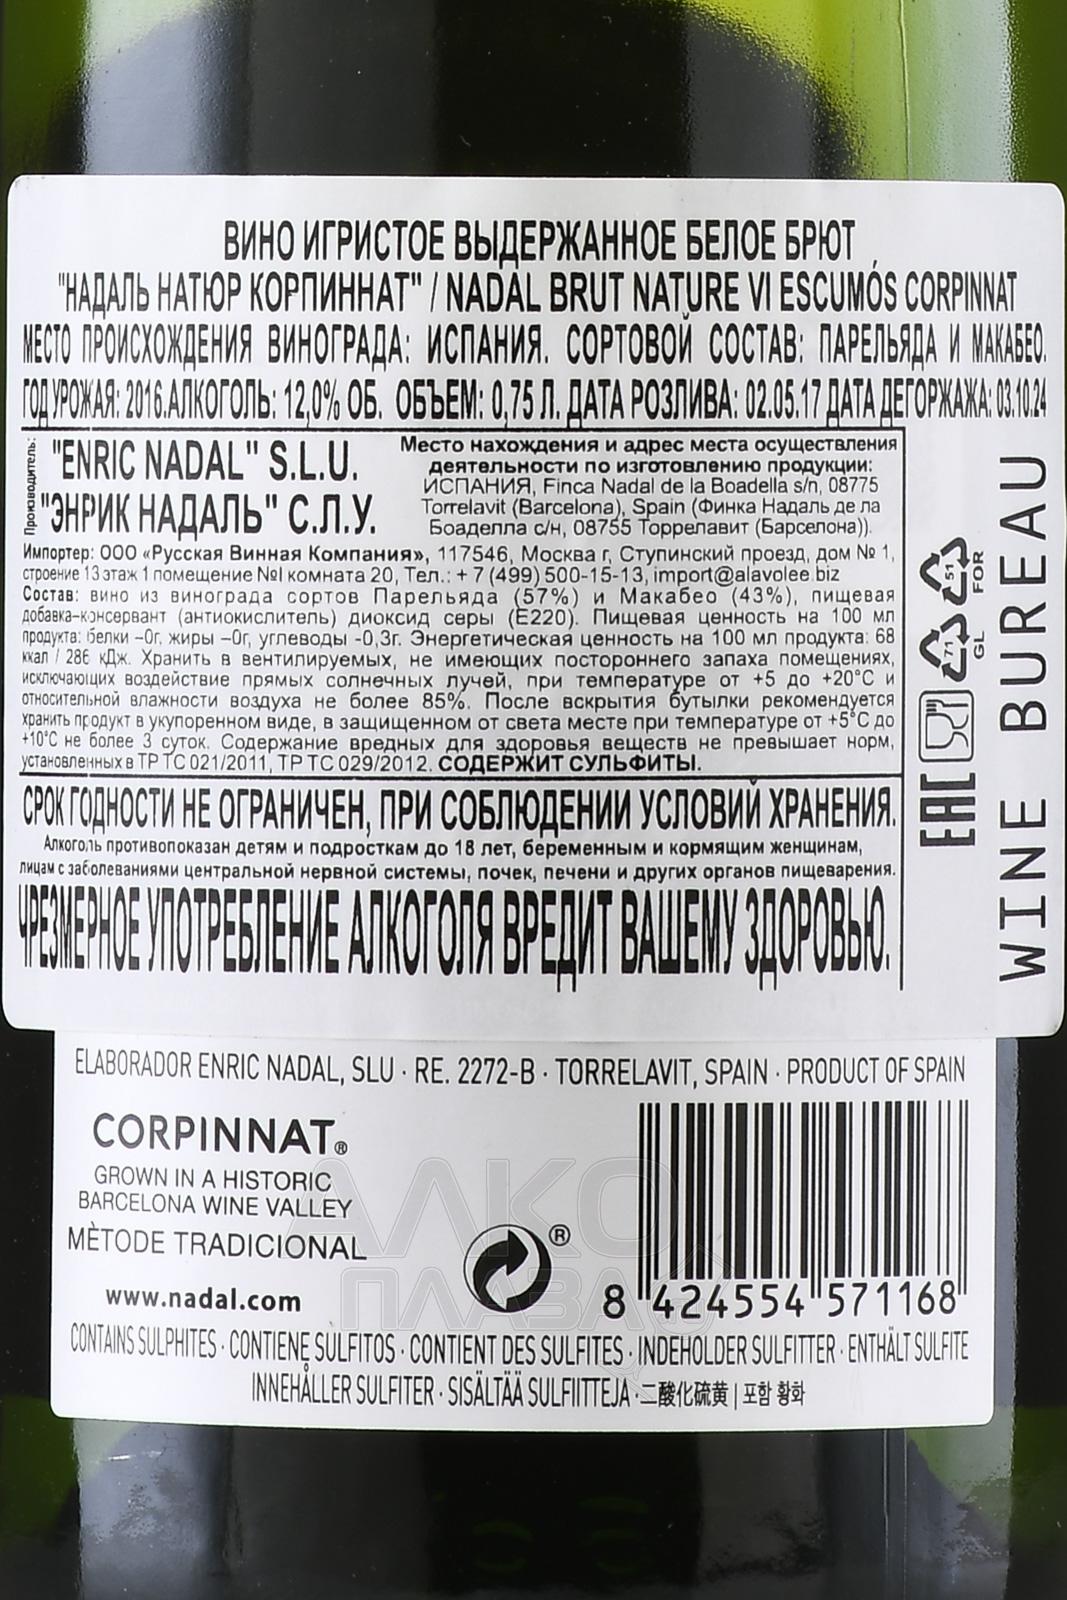 ВИНО ИГРИСТОЕ ВЫДЕРЖАННОЕ БЕЛОЕ БРЮТ
"НАДАЛЬ НАТЮР КОРПИННАТ" / NADAL BRUT NATURE VI ESCUMÓS CORPINNAT
МЕСТО ПРОИСХОЖДЕНИЯ ВИНОГРАДА: ИСПАНИЯ. СОРТОВОЙ СОСТАВ: ПАРЕЛЬЯДА И МАКАБЕО.
ГОД УРОЖАЯ: 2016.АЛКОГОЛЬ: 12,0% ОБ. ОБЪЕМ: 0,75 Л. ДАТА РОЗЛИВА: 02.05.17 ДАТА ДЕГОРЖАЖА: 03.10.24
Производитель:
"ENRIC NADAL" S.L.U.
"ЭНРИК НАДАЛЬ" С.Л.У.
Место нахождения и адрес места осуществления
деятельности по изготовлению продукции:
ИСПАНИЯ, Finca Nadal de la Boadella s/n, 08775
Torrelavit (Barcelona), Spain (Финка Надаль де ла
Боаделла с/н, 08755 Торрелавит (Барселона)).
Импортер: ООО «Русская Винная Компания», 117546, Москва г, Ступинский проезд, дом № 1,
строение 13 этаж 1 помещение №I комната 20, Тел.: + 7 (499) 500-15-13, import@alavolee.biz
Состав: вино из винограда сортов Парельяда (57%) и Макабео (43%), пищевая
добавка-консервант (антиокислитель) диоксид серы (Е220). Пищевая ценность на 100 мл
продукта: белки –0г, жиры –0г, углеводы -0,3г. Энергетическая ценность на 100 мл продукта: 68
ккал / 286 кДж. Хранить в вентилируемых, не имеющих постороннего запаха помещениях,
исключающих воздействие прямых солнечных лучей, при температуре от +5 до +20°С и
относительной влажности воздуха не более 85%. После вскрытия бутылки рекомендуется
хранить продукт в укупоренном виде, в защищенном от света месте при температуре от +5°С до
+10°С не более 3 суток. Содержание вредных для здоровья веществ не превышает норм,
установленных в ТР ТС 021/2011, ТР ТС 029/2012. СОДЕРЖИТ СУЛЬФИТЫ.
СРОК ГОДНОСТИ НЕ ОГРАНИЧЕН, ПРИ СОБЛЮДЕНИИ УСЛОВИЙ ХРАНЕНИЯ.
Алкоголь противопоказан детям и подросткам до 18 лет, беременным и кормящим женщинам,
лицам с заболеваниями центральной нервной системы, почек, печени и других органов пищеварения.
ЧРЕЗМЕРНОЕ УПОТРЕБЛЕНИЕ АЛКОГОЛЯ ВРЕДИТ ВАШЕМУ ЗДОРОВЬЮ.
51
FOR
71
GL
EAC
WINE BUREAU
ELABORADOR ENRIC NADAL, SLU · RE. 2272-B · TORRELAVIT, SPAIN · PRODUCT OF SPAIN
CORPINNAT®
GROWN IN A HISTORIC
BARCELONA WINE VALLEY
MÈTODE TRADICIONAL
www.nadal.com
®
8 424554 571168
АЛКО
ПЛАЗА
CONTAINS SULPHITES · CONTIENE SULFITOS · CONTIENT DES SULFITES · INDEHOLDER SULFITTER · ENTHÄLT SULFITE
INNEHÅLLER SULFITER · SISÄLTÄÄ SULFIITTEJA · 二酸化硫黄 | 포함 황화